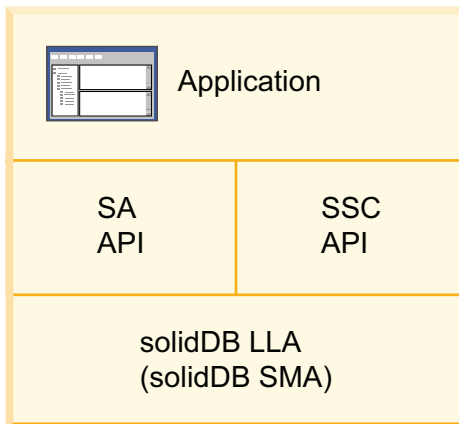 Application
SA
API
SSC
API
solidDB LLA
(solidDB SMA)